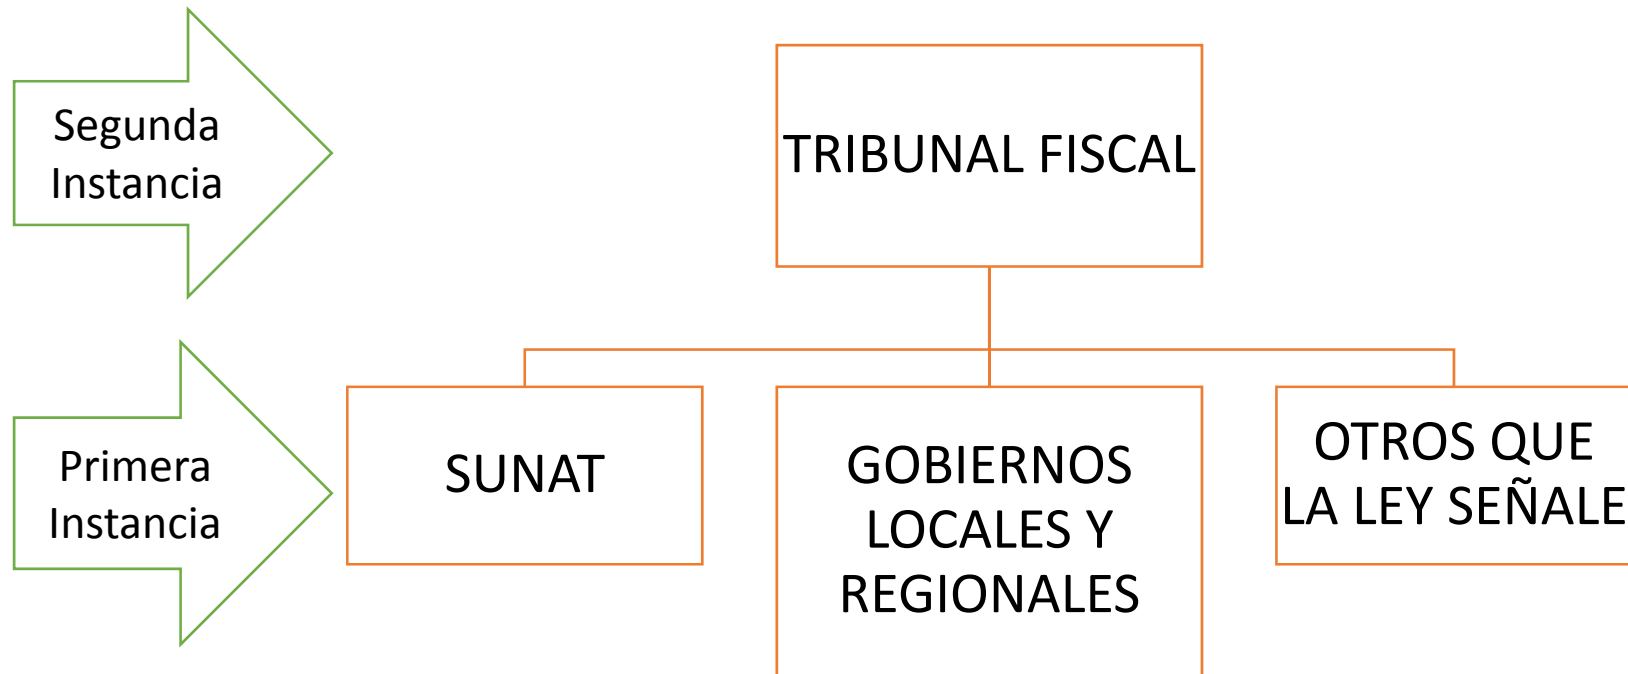 Segunda
Instancia
TRIBUNAL FISCAL
Primera
Instancia
SUNAT
GOBIERNOS
LOCALES Y
REGIONALES
OTROS QUE
LA LEY SEÑALE